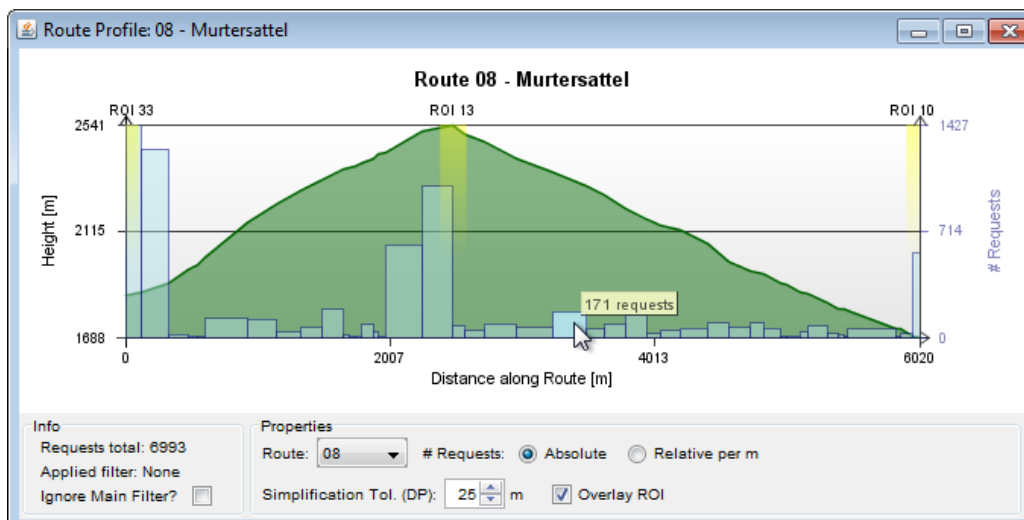 Route Profile: 08 - Murtersattel
Route 08 - Murtersattel
ROI 33
ROI 13
ROI 10
2541
1427
2115
714
1688
0
Height [m]
# Requests
171 requests
0
2007
4013
6020
Distance along Route [m]
Info
Requests total: 6993
Applied filter: None
Ignore Main Filter?
Properties
Route: 08 # Requests: Absolute Relative per m
Simplification Tol. (DP): 25 m Overlay ROI